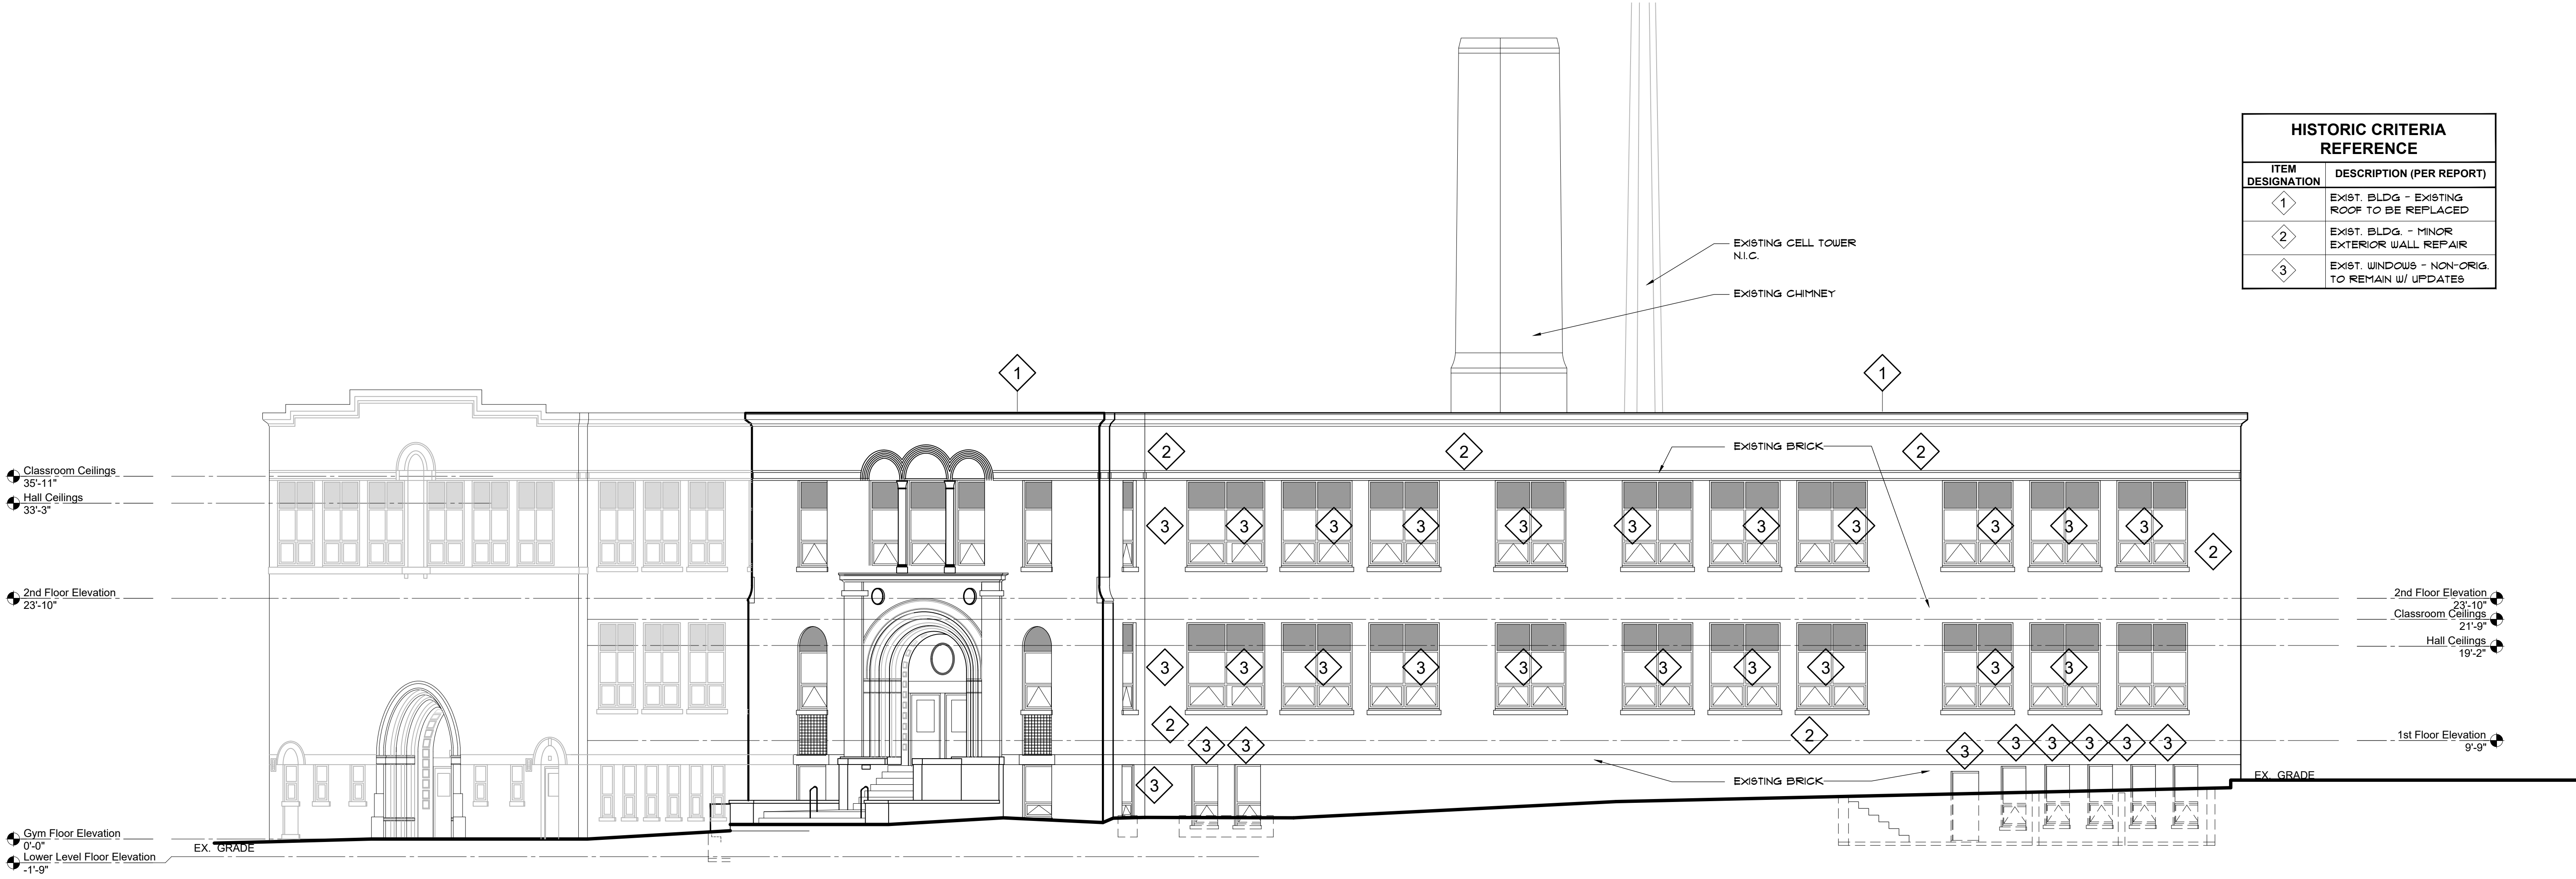 HISTORIC CRITERIA
REFERENCE
ITEM
DESIGNATION
DESCRIPTION (PER REPORT)
1
EXIST. BLDG - EXISTING
ROOF TO BE REPLACED
2
EXIST. BLDG. - MINOR
EXTERIOR WALL REPAIR
3
EXIST. WINDOWS - NON-ORIG.
TO REMAIN W/ UPDATES
EXISTING CELL TOWER
N.I.C.
EXISTING CHIMNEY
1 1
EXISTING BRICK
2 2 2
Classroom Ceilings
35'-11"
Hall Ceilings
33'-3"
3 3 3 3 3 3 3 3 3 3 3
2
2nd Floor Elevation
23'-10"
2nd Floor Elevation
23'-10"
Classroom Ceilings
21'-9"
Hall Ceilings
19'-2"
3 3 3 3 3 3 3 3 3 3
2 2
3 3 3 3 3 3 3 3
1st Floor Elevation
9'-9"
3
EXISTING BRICK
EX. GRADE
Gym Floor Elevation
0'-0"
EX. GRADE
Lower Level Floor Elevation
-1'-9"